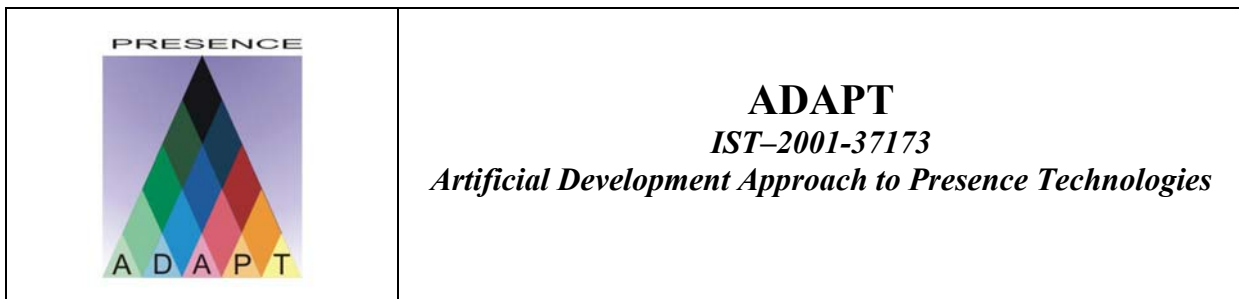 PRESENCE
A D A P T
ADAPT
IST–2001-37173
Artificial Development Approach to Presence Technologies